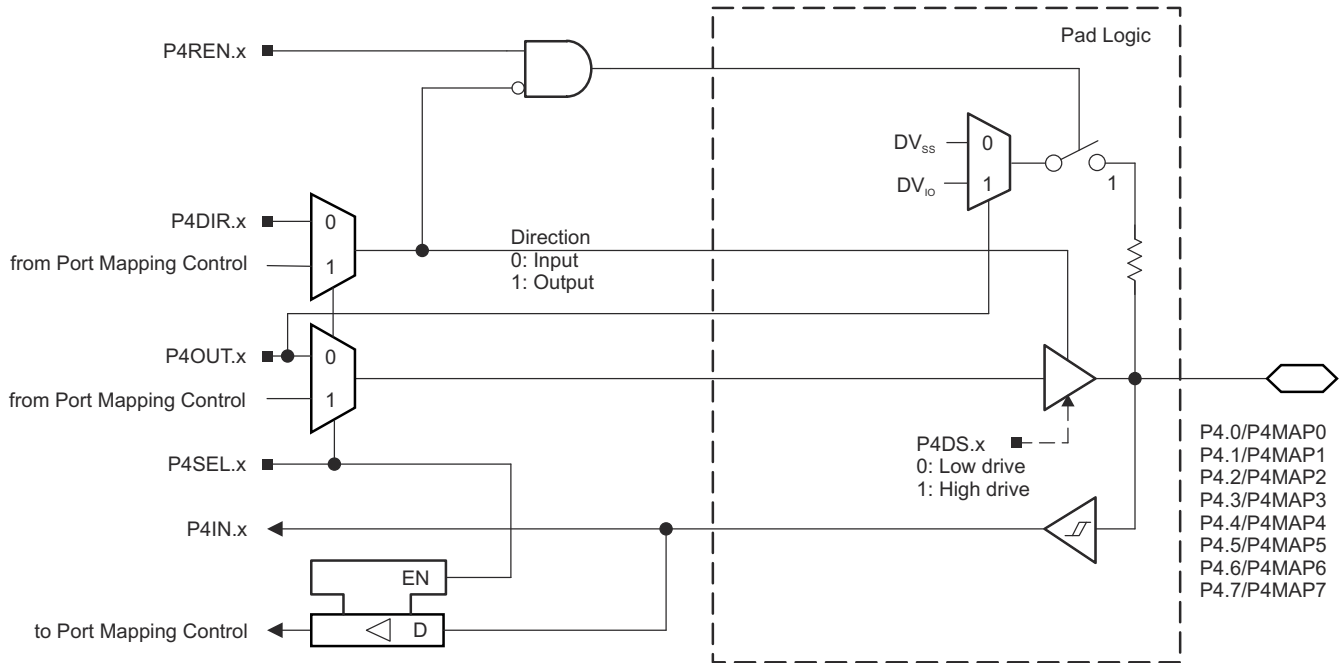 Pad Logic
P4REN.x
DVSS
0
DVIO
1
1
P4DIR.x
0
from Port Mapping Control
1
Direction
0: Input
1: Output
P4OUT.x
0
from Port Mapping Control
1
P4SEL.x
P4DS.x
0: Low drive
1: High drive
P4.0/P4MAP0
P4.1/P4MAP1
P4.2/P4MAP2
P4.3/P4MAP3
P4.4/P4MAP4
P4.5/P4MAP5
P4.6/P4MAP6
P4.7/P4MAP7
P4IN.x
EN
to Port Mapping Control
D